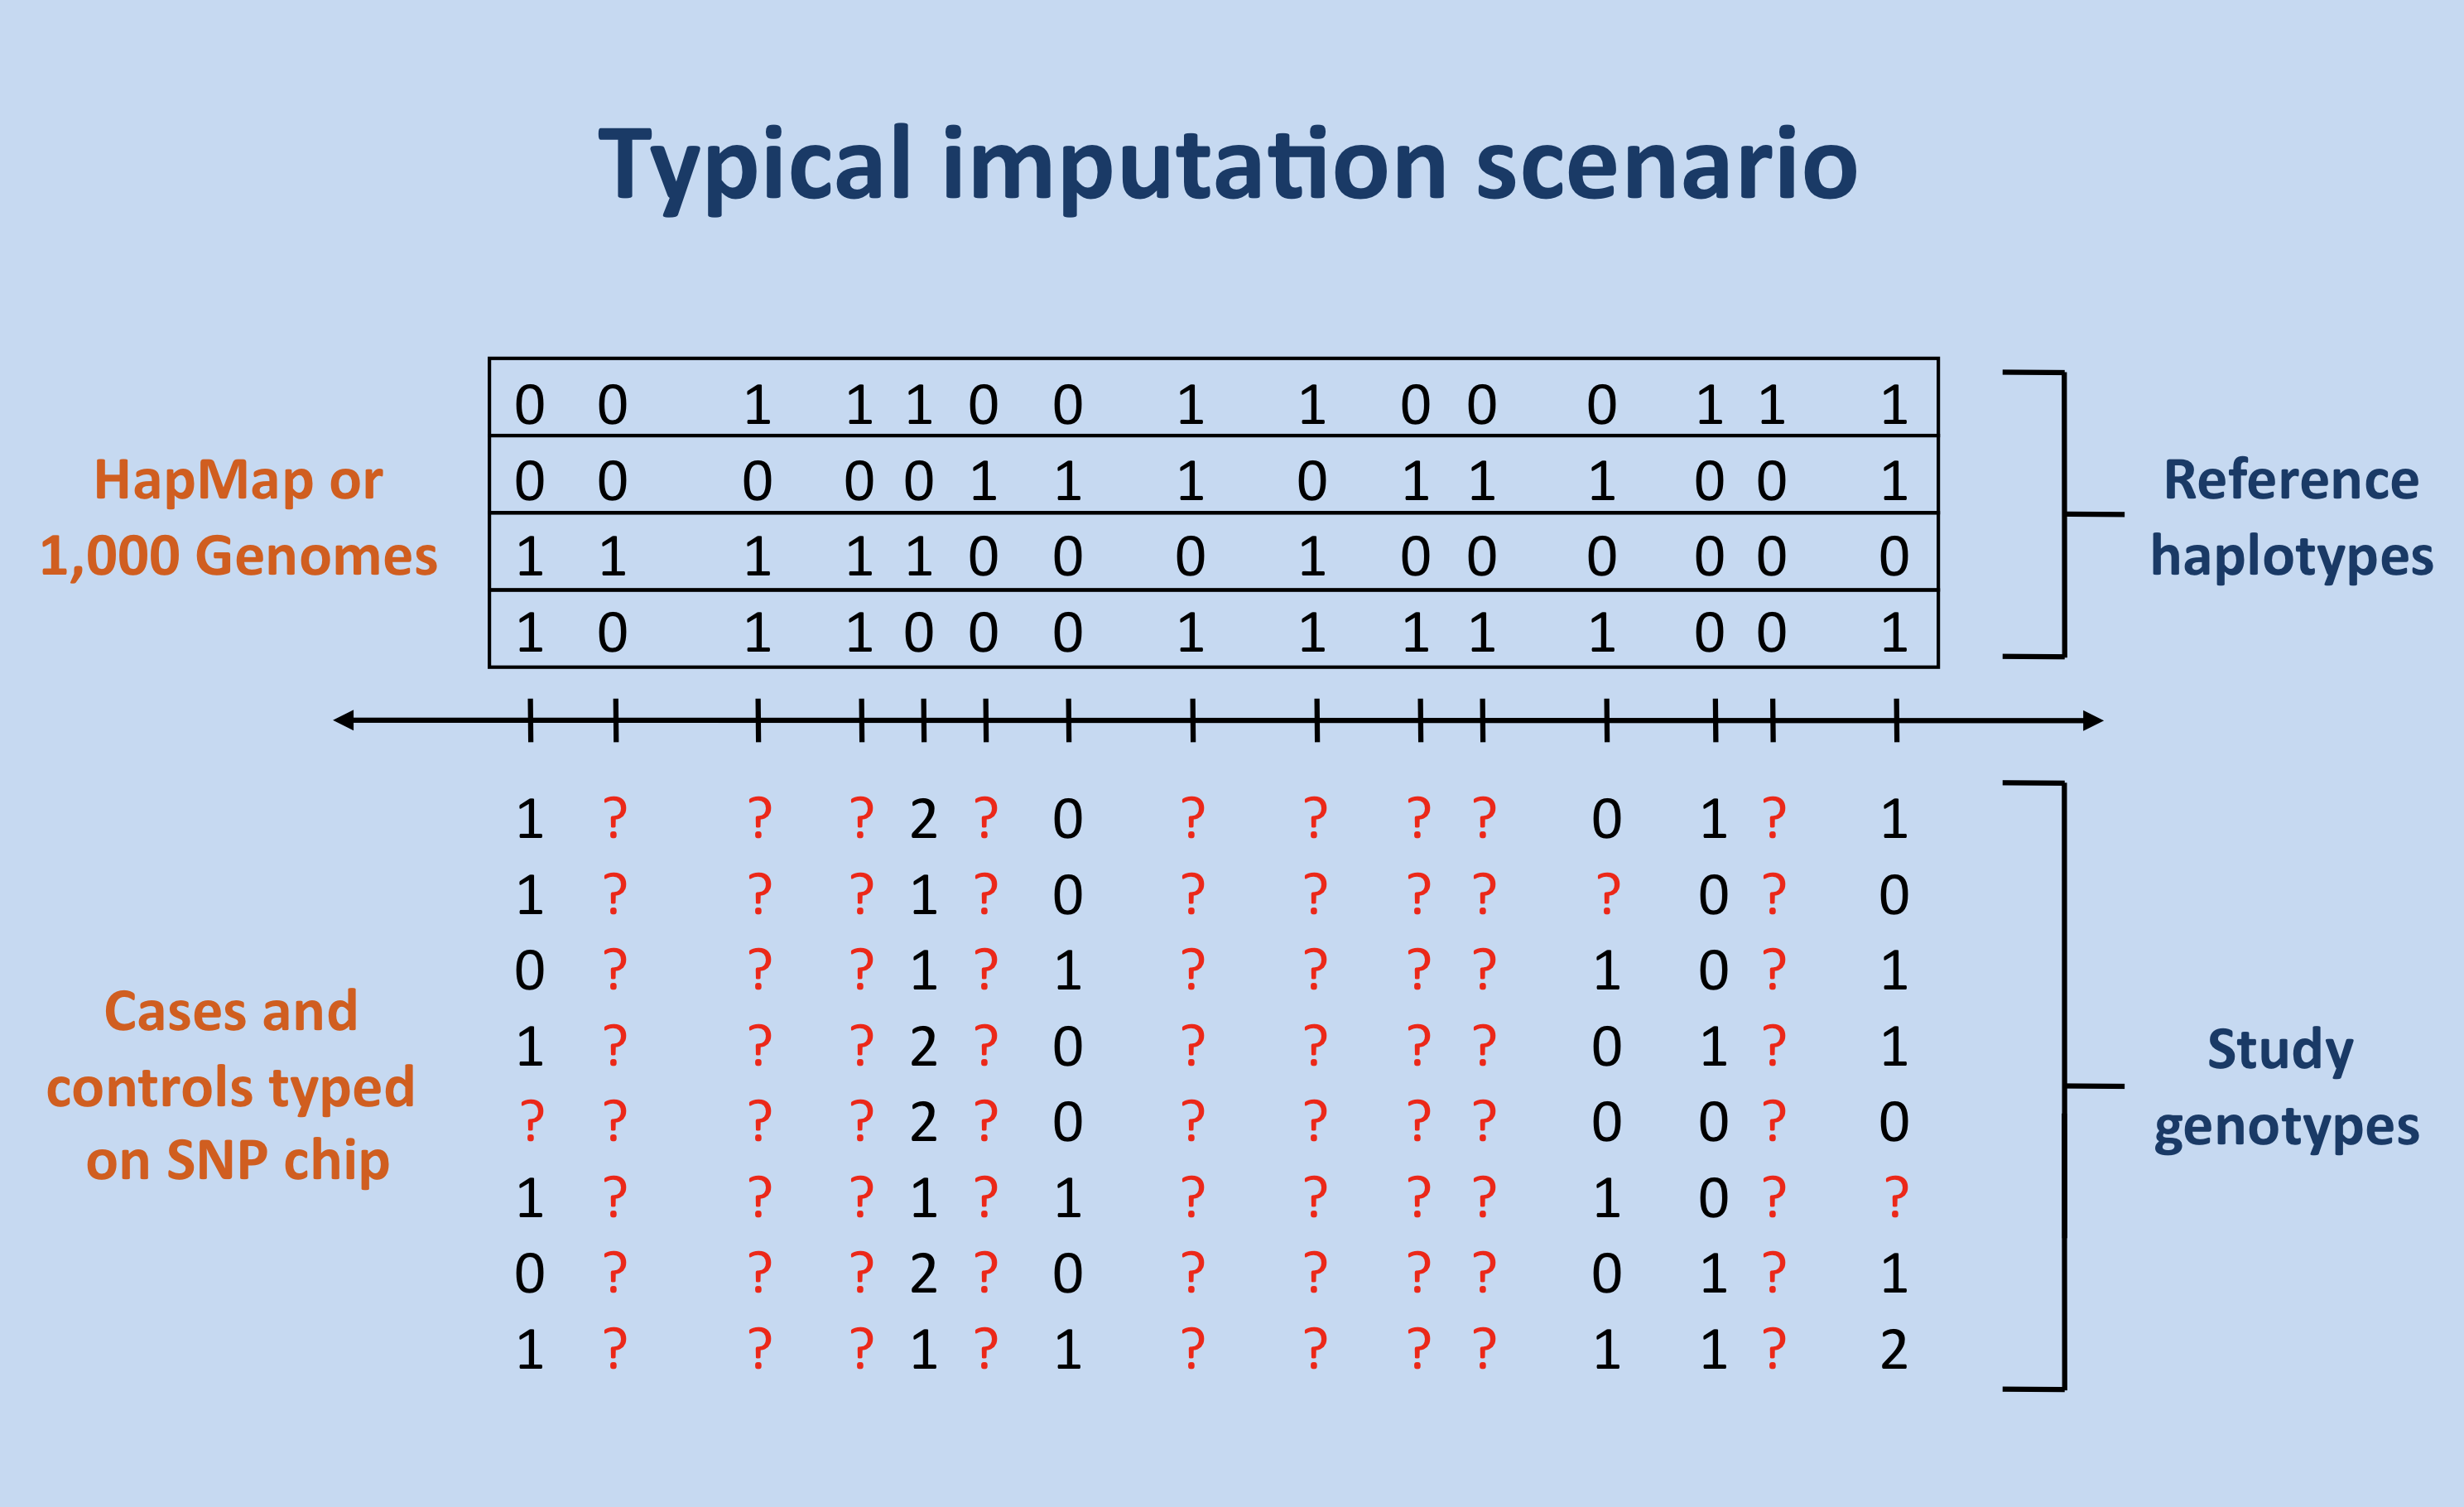 Typical imputation scenario
0 0 1 1 1 0 0 1 1 0 0 0 1 1 1
HapMap or
0 0 0 0 0 1 1 1 0 1 1 1 0 0 1
Reference
1,000 Genomes
1 1 1 1 1 0 0 0 1 0 0 0 0 0 0
haplotypes
1 0 1 1 0 0 0 1 1 1 1 1 0 0 1
1 ? ? ? 2 ? 0 ? ? ? ? 0 1 ? 1
1 ? ? ? 1 ? 0 ? ? ? ? ? 0 ? 0
0 ? ? ? 1 ? 1 ? ? ? ? 1 0 ? 1
Cases and
controls typed
on SNP chip
1 ? ? ? 2 ? 0 ? ? ? ? 0 1 ? 1
? ? ? ? 2 ? 0 ? ? ? ? 0 0 ? 0
Study
genotypes
1 ? ? ? 1 ? 1 ? ? ? ? 1 0 ? ?
0 ? ? ? 2 ? 0 ? ? ? ? 0 1 ? 1
1 ? ? ? 1 ? 1 ? ? ? ? 1 1 ? 2